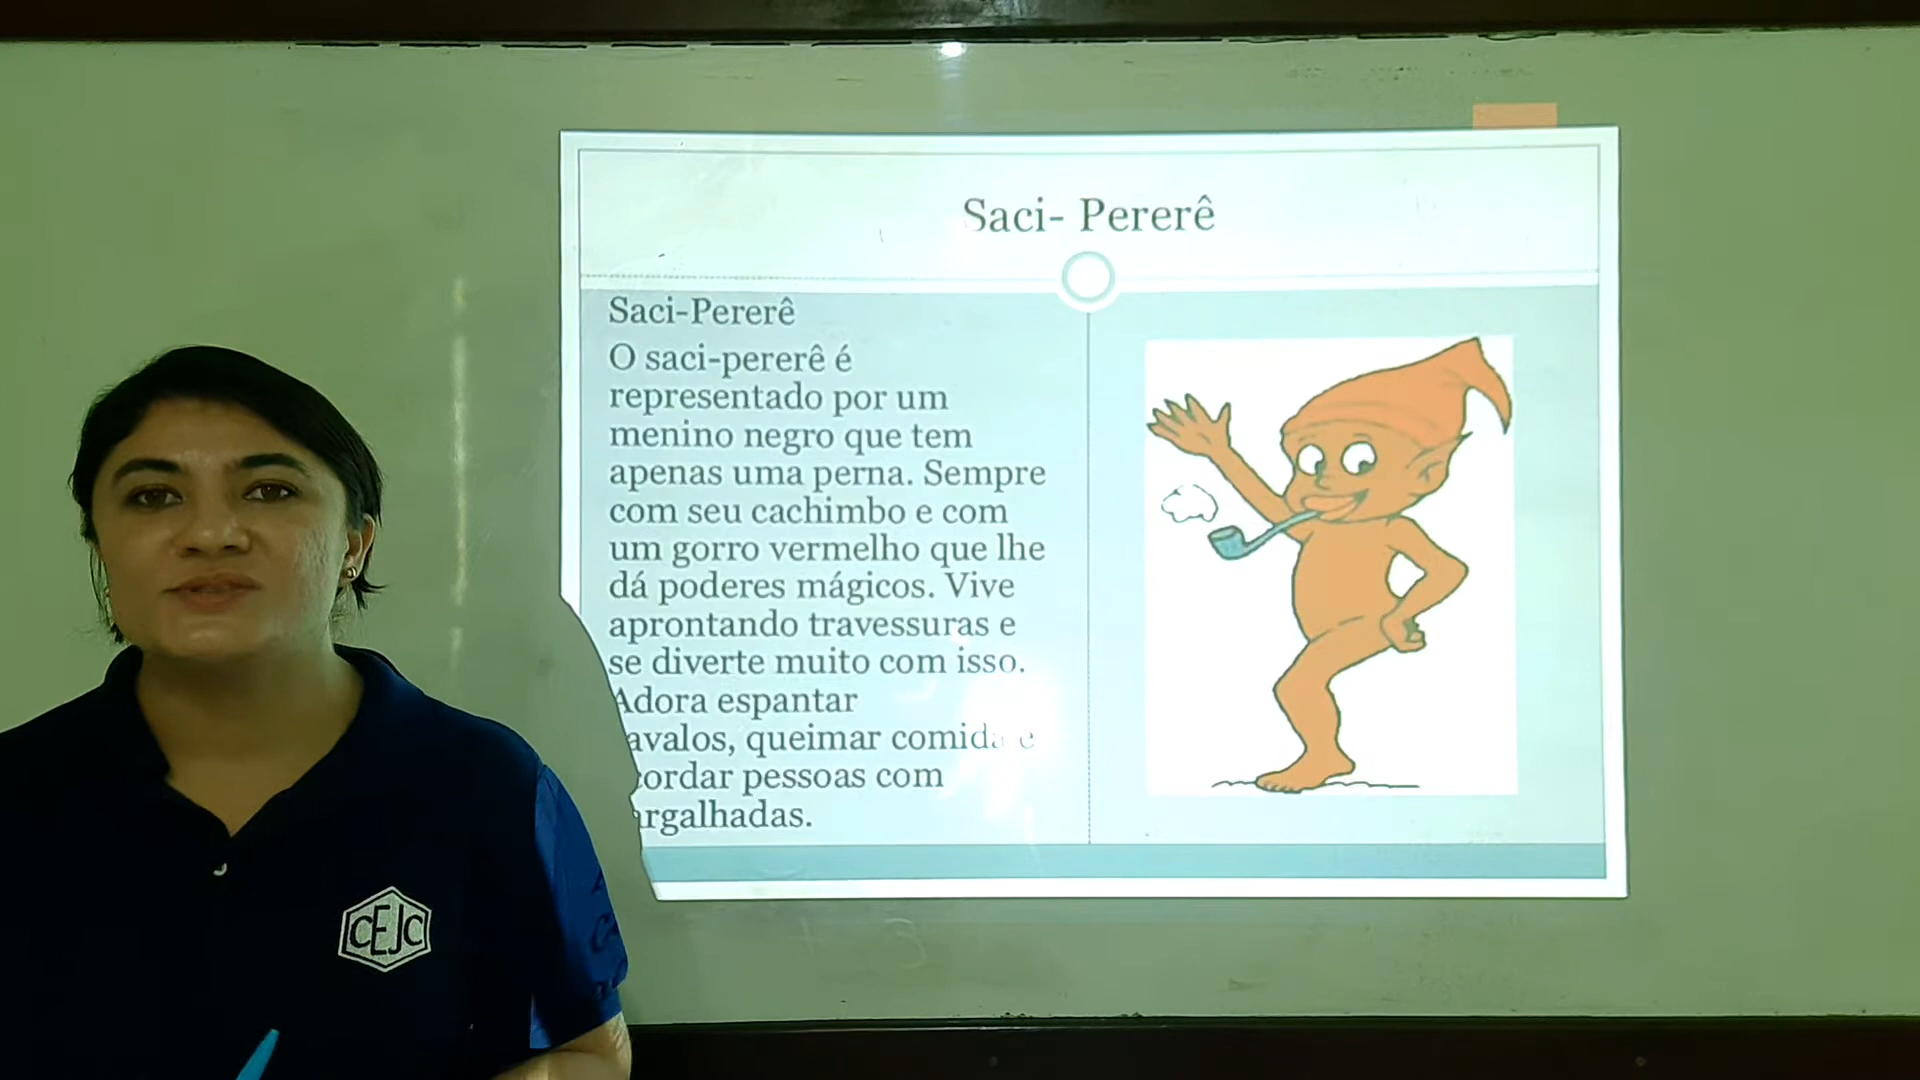 Saci- Pererê
Saci-Pererê
O saci-pererê é
representado por um
menino negro que tem
apenas uma perna. Sempre
com seu cachimbo e com
um gorro vermelho que lhe
dá poderes mágicos. Vive
aprontando travessuras e
se diverte muito com isso.
Adora espantar
avalos, queimar comida e
cordar pessoas com
argalhadas.
CEJC